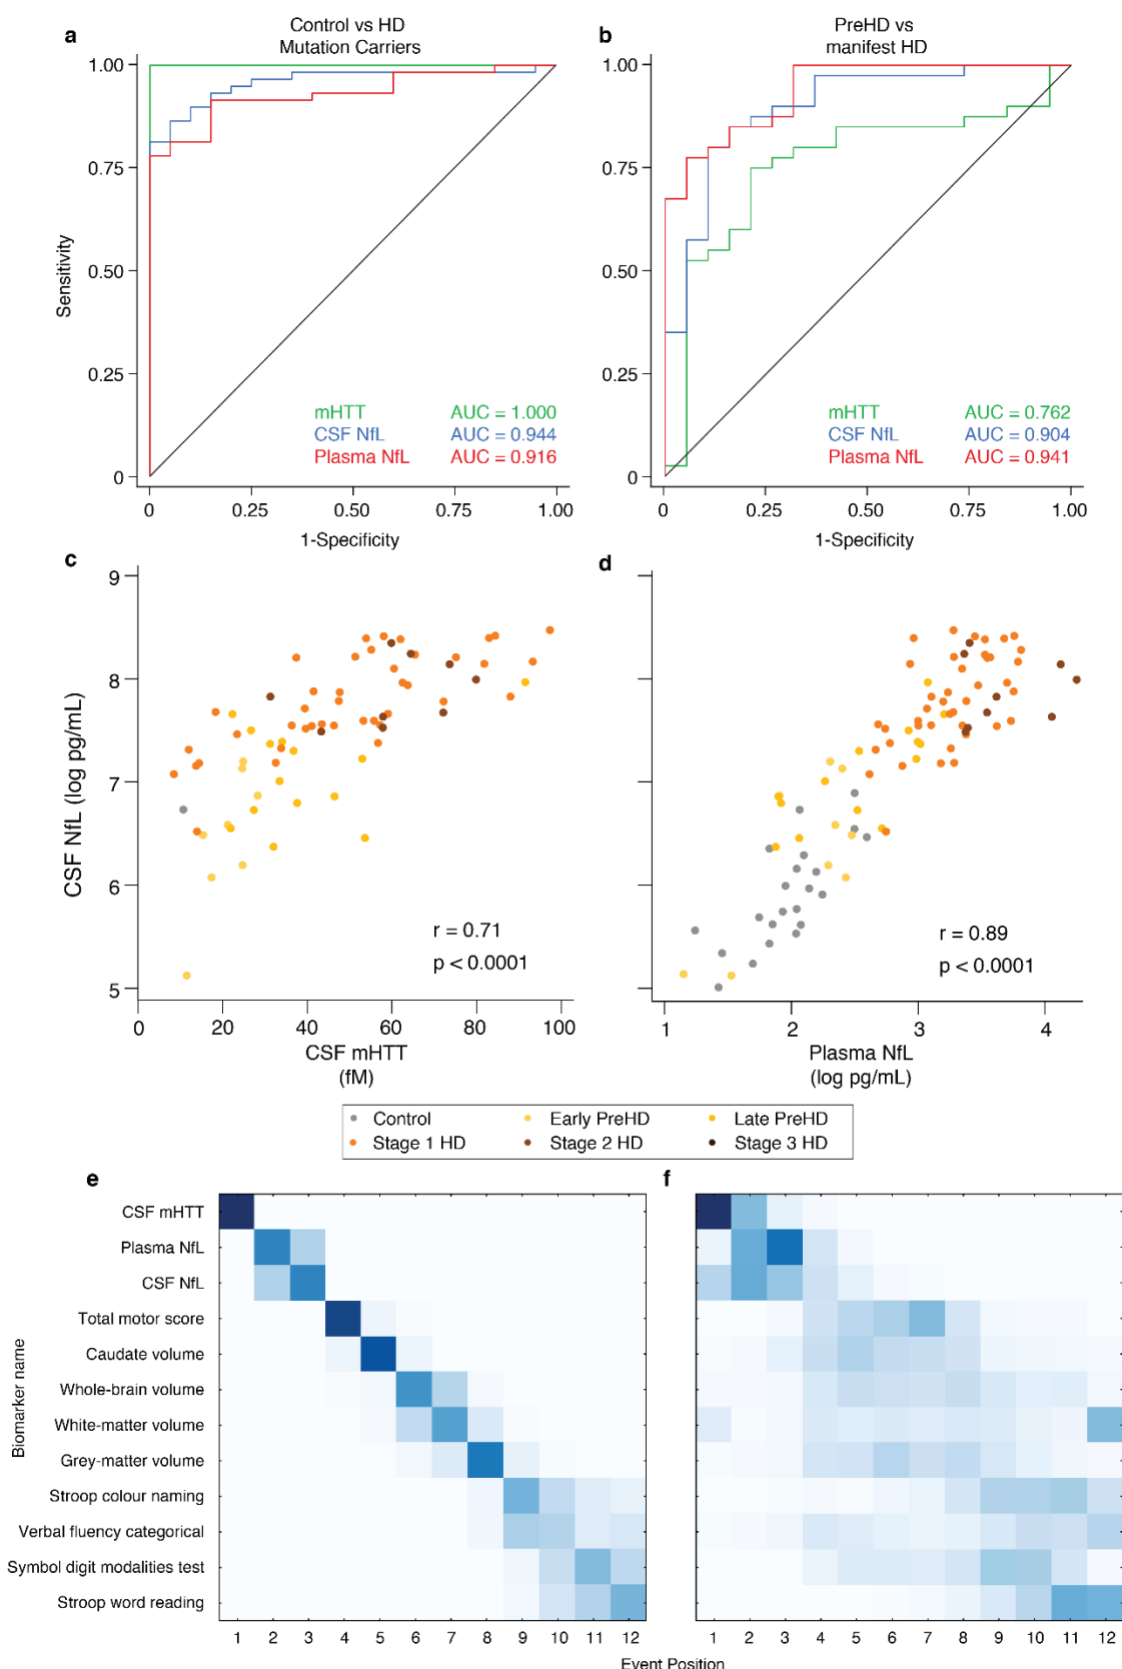 a
Control vs HD
Mutation Carriers
1.00
0.75
0.50
0.25
0
Sensitivity
mHTT AUC = 1.000
CSF NfL AUC = 0.944
Plasma NfL AUC = 0.916
0 0.25 0.50 0.75 1.00
1-Specificity
b
PreHD vs
manifest HD
1.00
0.75
0.50
0.25
0
mHTT AUC = 0.762
CSF NfL AUC = 0.904
Plasma NfL AUC = 0.941
0 0.25 0.50 0.75 1.00
1-Specificity
c
9
8
7
6
5
CSF NfL (log pg/mL)
r = 0.71
p < 0.0001
0 20 40 60 80 100
CSF mHTT
(fM)
d
r = 0.89
p < 0.0001
1 2 3 4
Plasma NfL
(log pg/mL)
Control Early PreHD Late PreHD
Stage 1 HD Stage 2 HD Stage 3 HD
e
f
Biomarker name
CSF mHTT
Plasma NfL
CSF NfL
Total motor score
Caudate volume
Whole-brain volume
White-matter volume
Grey-matter volume
Stroop colour naming
Verbal fluency categorical
Symbol digit modalities test
Stroop word reading
1 2 3 4 5 6 7 8 9 10 11 12
1 2 3 4 5 6 7 8 9 10 11 12
Event Position